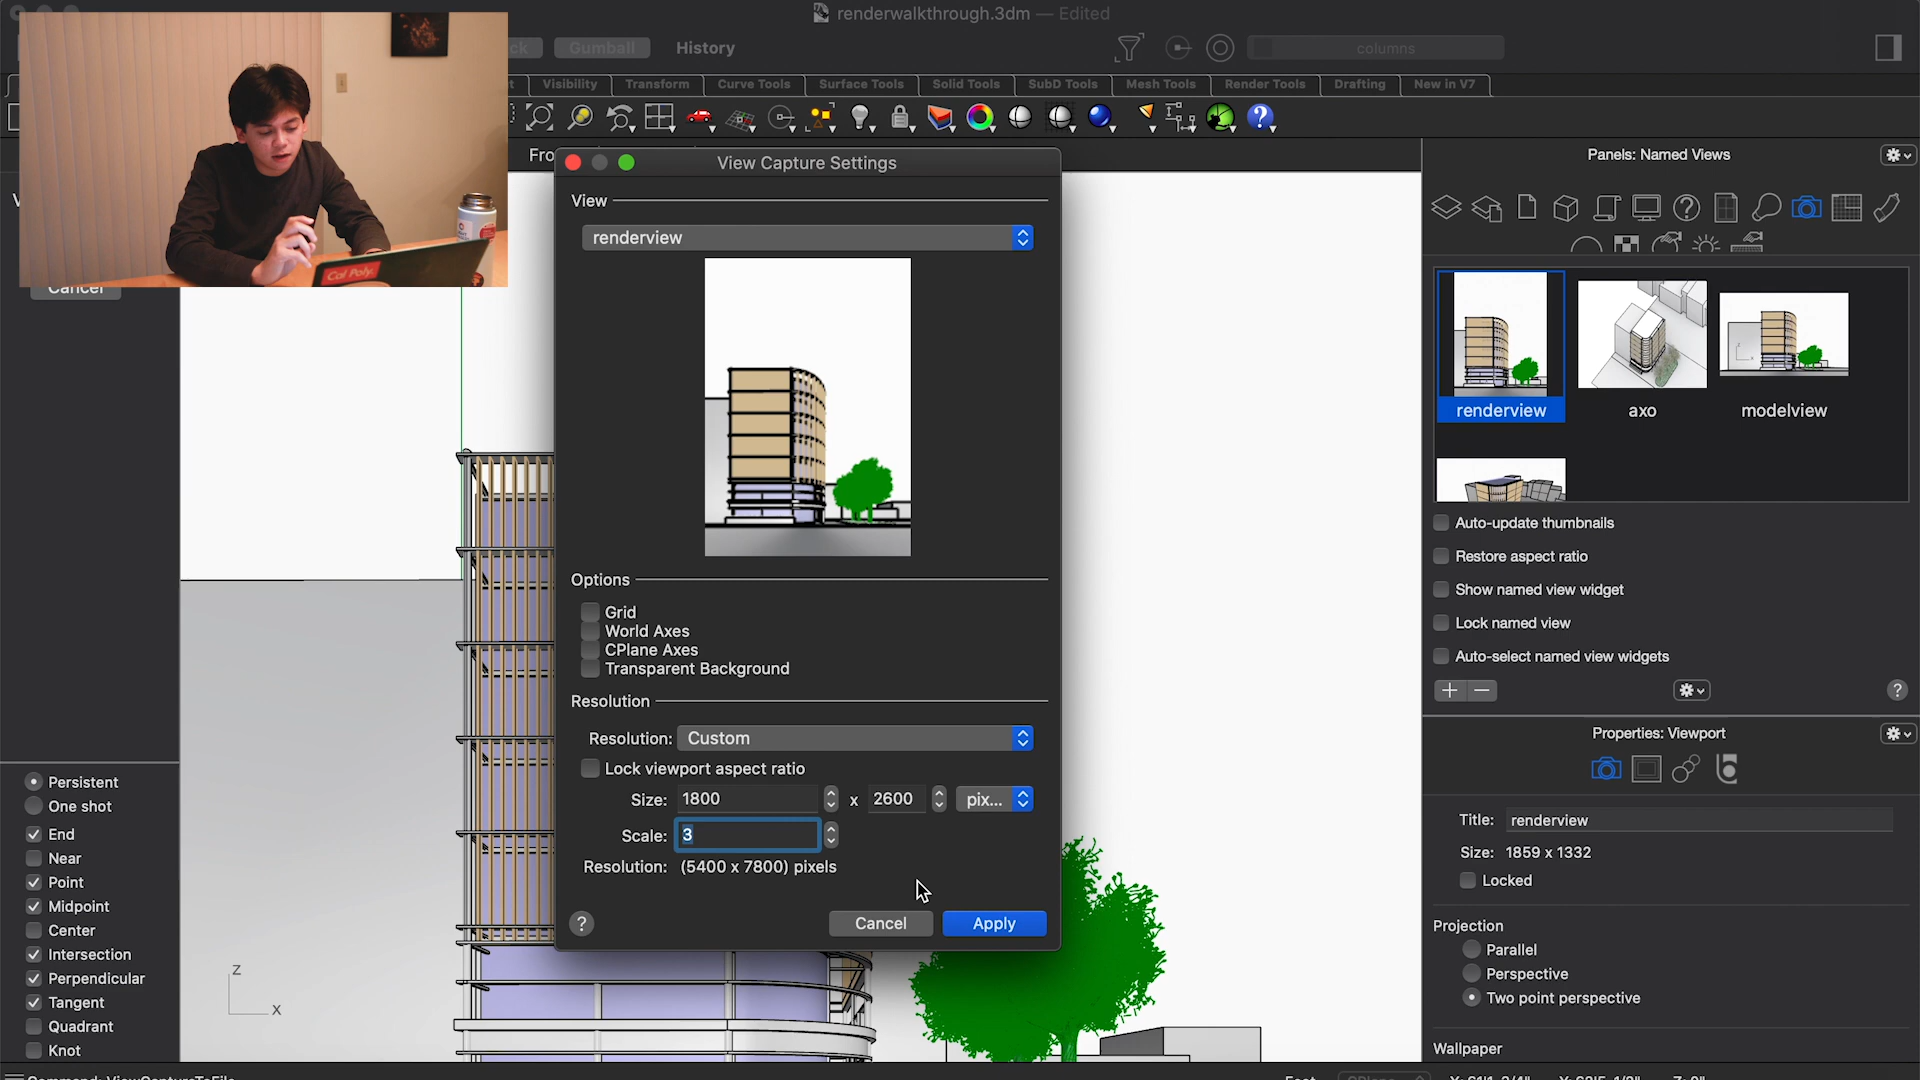 renderwalkthrough.3dm — Edited
Gumball
History
columns
Visibility
Transform
Curve Tools
Surface Tools
Solid Tools
SubD Tools
Mesh Tools
Render Tools
Drafting
New in V7
Cal Poly.
Cancel
View Capture Settings
View
renderview
Options
Grid
World Axes
CPlane Axes
Transparent Background
Resolution
Resolution: Custom
Lock viewport aspect ratio
Size: 1800 x 2600 pix...
Scale: 3
Resolution: (5400 x 7800) pixels
?
Cancel
Apply
Panels: Named Views
renderview
axo
modelview
Auto-update thumbnails
Restore aspect ratio
Show named view widget
Lock named view
Auto-select named view widgets
?
Properties: Viewport
Title: renderview
Size: 1859 x 1332
Locked
Projection
Parallel
Perspective
Two point perspective
Wallpaper
Persistent
One shot
End
Near
Point
Midpoint
Center
Intersection
Perpendicular
Tangent
Quadrant
Knot
z
x
Command: ViewCaptureToFile